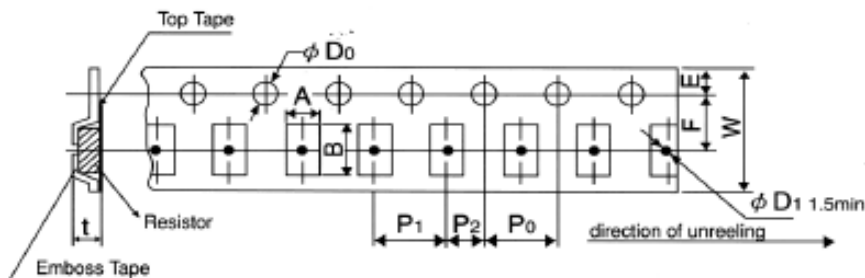 Top Tape
ϕ D0
A
B
E
F
W
t
Resistor
P1
P2
P0
ϕ D1 1.5min
direction of unreeling
Emboss Tape